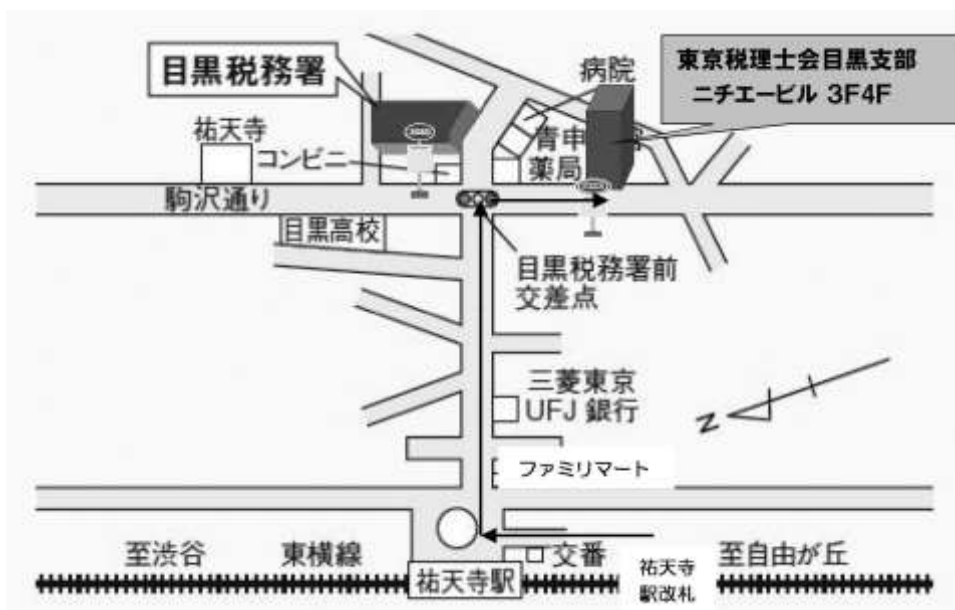 目黒税務署
病院
東京税理士会目黒支部
ニチエービル 3F4F
祐天寺
コンビニ
青申
薬局
駒沢通り
目黒高校
目黒税務署前
交差点
三菱東京
UFJ 銀行
N
ファミリマート
至渋谷
東横線
祐天寺駅
交番
祐天寺
駅改札
至自由が丘